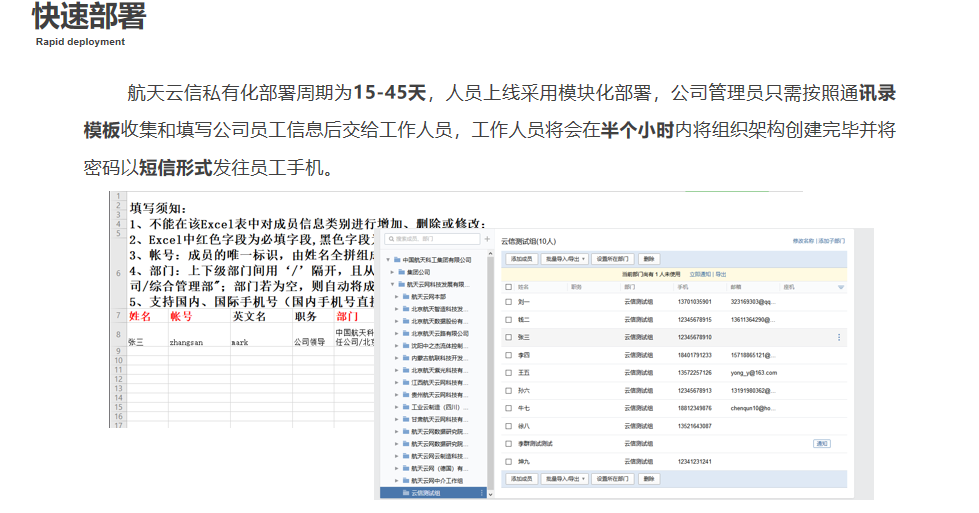 快速部署
Rapid deployment
航天云信私有化部署周期为15-45天，人员上线采用模块化部署，公司管理员只需按照通讯录
模板收集和填写公司员工信息后交给工作人员，工作人员将会在半个小时内将组织架构创建完毕并将
密码以短信形式发往员工手机。
1
2
3
4
5
6
7
8
9
10
11
12
13
14
15
16
17
填写须知：
1、不能在该Excel表中对成员信息类别进行增加、删除或修改；
2、Excel中红色字段为必填字段,黑色字段
3、帐号：成员的唯一标识，由姓名全拼组成
4、部门：上下级部门间用‘/’隔开，且从
司/综合管理部"；部门若为空，则自动将成
5、支持国内、国际手机号（国内手机号直接
姓名 帐号 英文名 职务 部门
中国航天科
张三 zhangsan mark 公司领导 任公司/北京
搜索成员、部门
中国航天科工集团有限公司
集团公司
航天云网科技发展有限...
航天云网本部
北京航天智造科技发...
北京航天数据股份有...
北京航天云路有限公司
沈阳中之杰流体控制...
内蒙古航联科技开发...
北京航天紫光科技有...
江西航天云网科技有...
贵州航天云网科技有...
工业云制造（四川）...
甘肃航天云网科技有...
航天云网数据研究院...
航天云网数据研究院...
航天云网云制造科技...
航天云网（德国）有...
航天云网中介工作组
云信测试组
云信测试组(10人)
修改名称 | 添加子部门
添加成员 批量导入/导出 设置所在部门 删除
当前部门尚有 1 人未使用 立即通知 | 导出
姓名 职务 部门 手机 邮箱 座机
刘一 云信测试组 13701035901 323169303@qq...
钱二 云信测试组 12345678915 13611364290@...
张三 云信测试组 12345678910
李四 云信测试组 18401791233 15718865121@...
王五 云信测试组 13572257126 yong_y@163.com
孙六 云信测试组 12345678913 13191980362@...
牛七 云信测试组 18812349876 chenqun10@ho...
徐八 云信测试组 13521643087
李群测试测试 云信测试组 通知
坤九 云信测试组 12341231241
添加成员 批量导入/导出 设置所在部门 删除